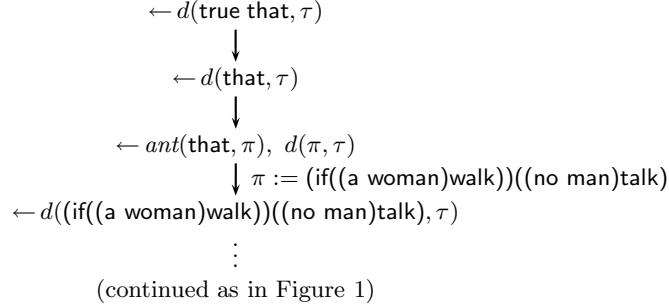 ← d(true that, τ)
← d(that, τ)
← ant(that, π), d(π, τ)
π := (if((a woman)walk))((no man)talk)
← d((if((a woman)walk))((no man)talk), τ)
⋮
(continued as in Figure 1)